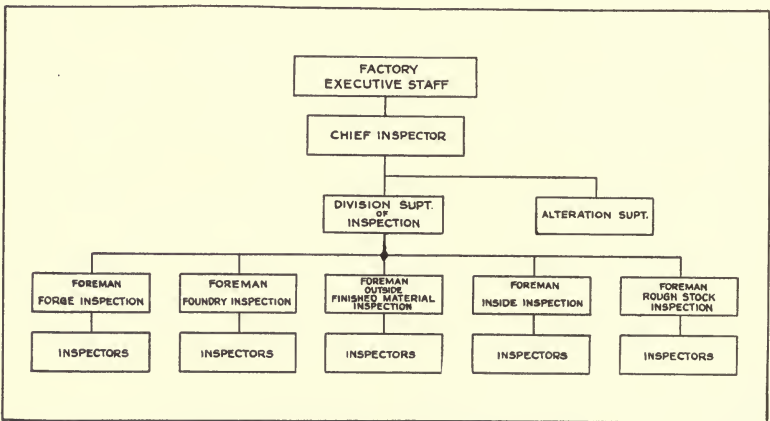 FACTORY
EXECUTIVE STAFF
CHIEF INSPECTOR
DIVISION SUPT.
OF
INSPECTION
ALTERATION SUPT.
FOREMAN
FORGE INSPECTION
FOREMAN
FOUNDRY INSPECTION
FOREMAN
OUTSIDE
FINISHED MATERIAL
INSPECTION
FOREMAN
INSIDE INSPECTION
FOREMAN
ROUGH STOCK
INSPECTION
INSPECTORS
INSPECTORS
INSPECTORS
INSPECTORS
INSPECTORS